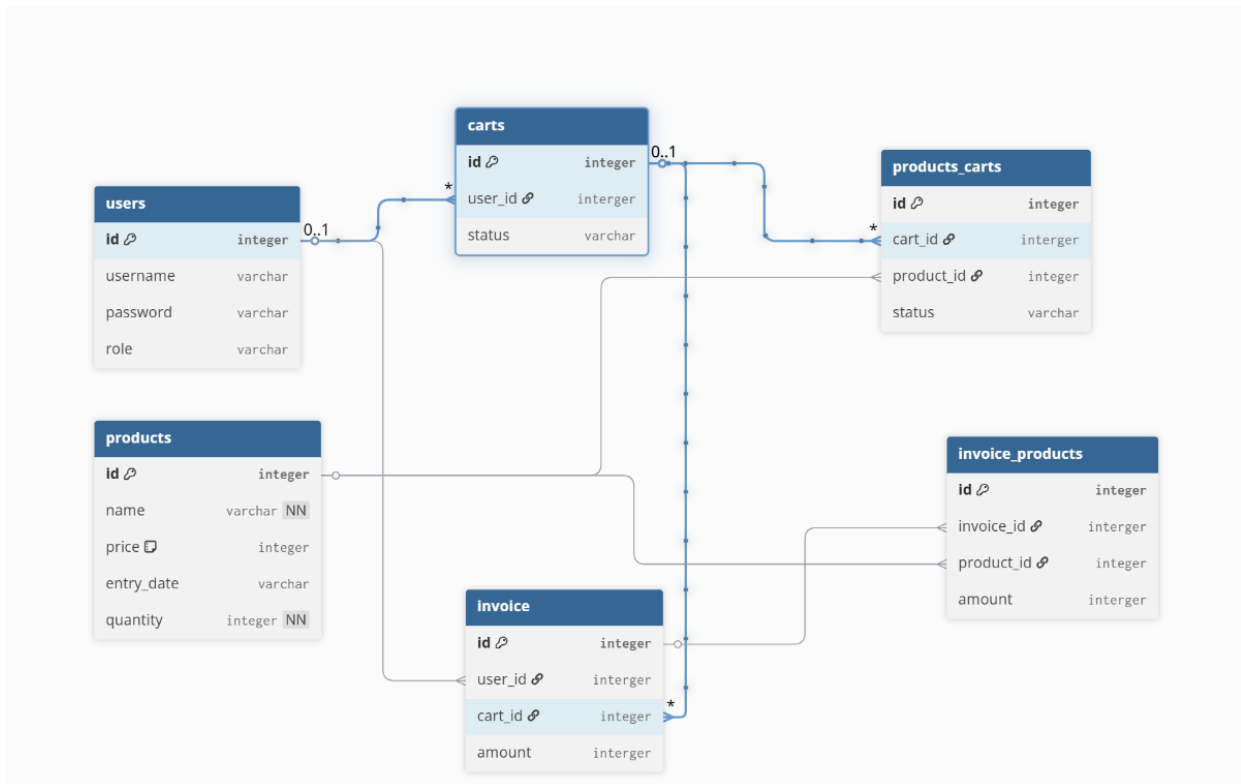 carts
id integer
user_id interger
status varchar
0..1
*
products_carts
id integer
cart_id interger
product_id integer
status varchar
*
users
id integer
username varchar
password varchar
role varchar
0..1
products
id integer
name varchar NN
price integer
entry_date varchar
quantity integer NN
invoice_products
id integer
invoice_id interger
product_id integer
amount interger
invoice
id integer
user_id interger
cart_id integer
amount interger
*